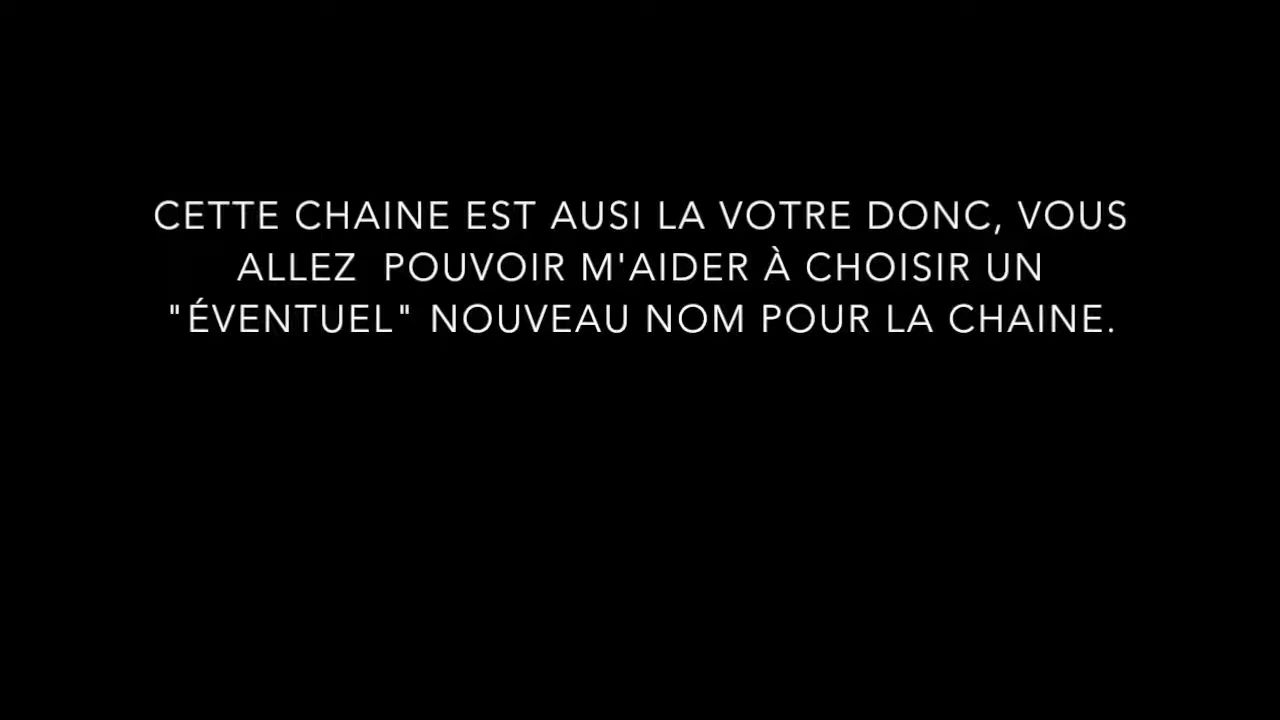 CETTE CHAINE EST AUSI LA VOTRE DONC, VOUS
ALLEZ  POUVOIR M'AIDER À CHOISIR UN
"ÉVENTUEL" NOUVEAU NOM POUR LA CHAINE.